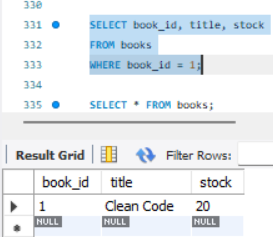 330
331 SELECT book_id, title, stock
332 FROM books
333 WHERE book_id = 1;
334
335 SELECT * FROM books;
Result Grid Filter Rows:
book_id title stock
1 Clean Code 20
NULL NULL NULL